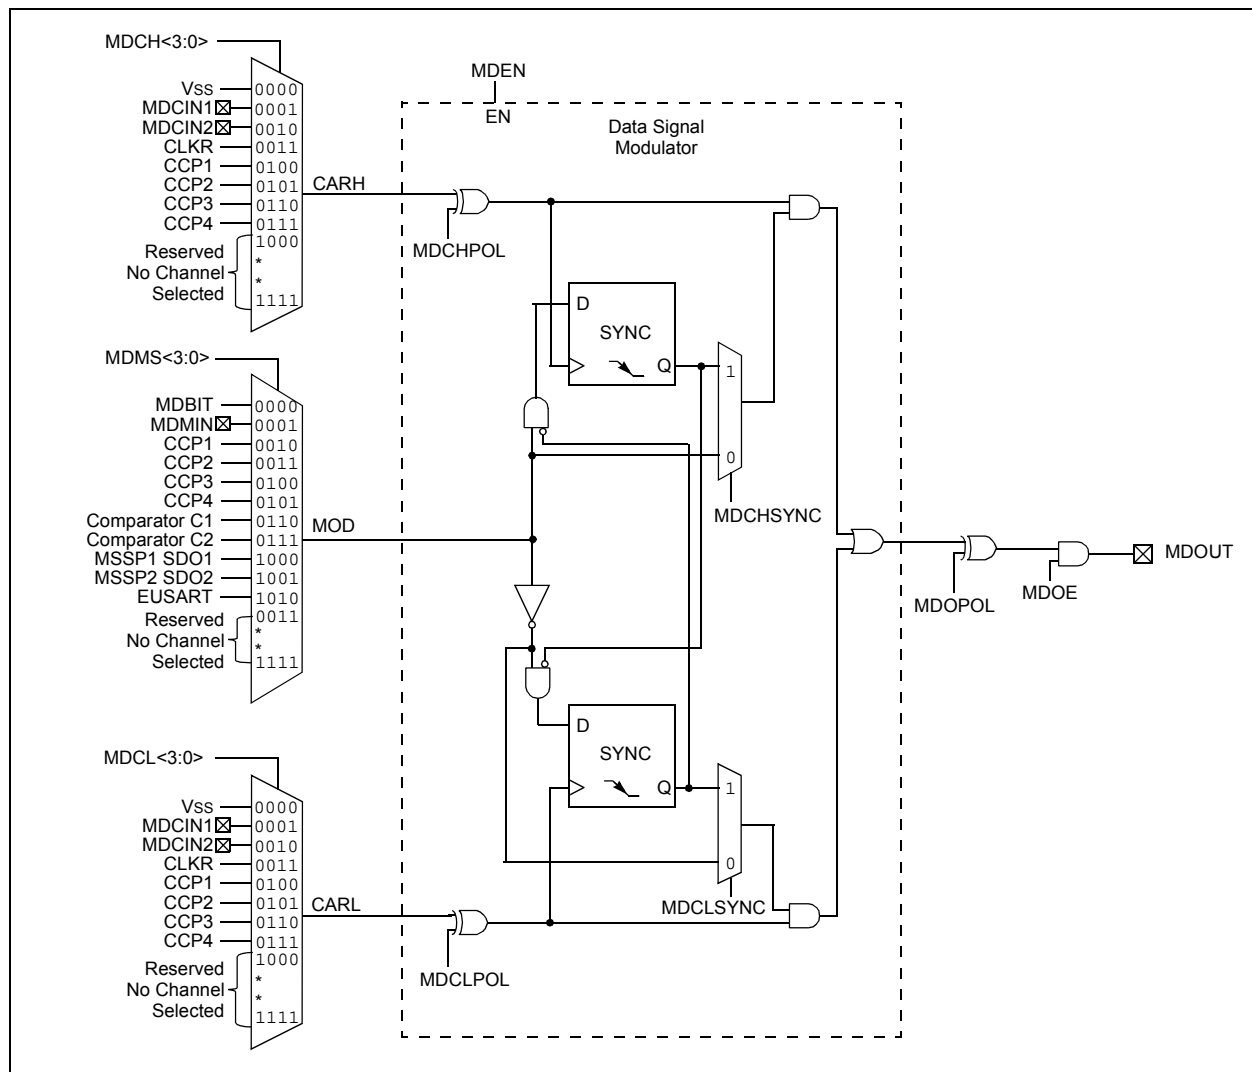 MDCH<3:0>
VSS 0000
MDCIN1 0001
MDCIN2 0010
CLKR 0011
CCP1 0100
CCP2 0101
CCP3 0110
CCP4 0111
Reserved 1000
No Channel *
*
Selected 1111
CARH
MDMS<3:0>
MDBIT 0000
MDMIN 0001
CCP1 0010
CCP2 0011
CCP3 0100
CCP4 0101
Comparator C1 0110
Comparator C2 0111
MSSP1 SDO1 1000
MSSP2 SDO2 1001
EUSART 1010
Reserved 0011
No Channel *
*
Selected 1111
MOD
MDCL<3:0>
VSS 0000
MDCIN1 0001
MDCIN2 0010
CLKR 0011
CCP1 0100
CCP2 0101
CCP3 0110
CCP4 0111
Reserved 1000
No Channel *
*
Selected 1111
CARL
MDEN
EN
Data Signal
Modulator
MDCHPOL
D
SYNC
Q
1
0
MDCHSYNC
D
SYNC
Q
1
0
MDCLSYNC
MDCLPOL
MDOPOL
MDOE
MDOUT